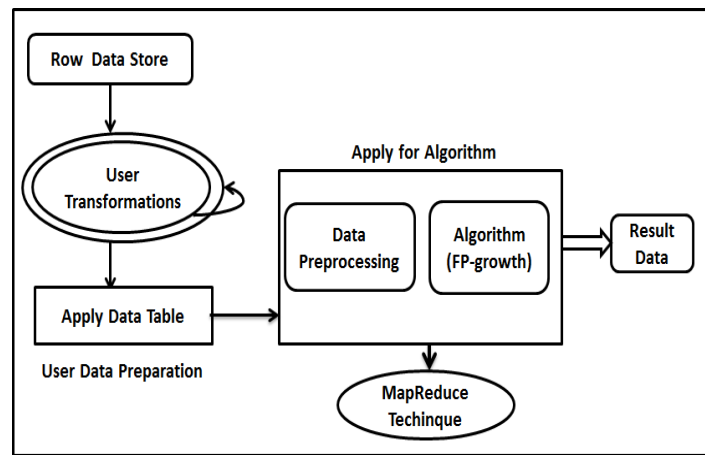 Row Data Store
User
Transformations
Apply Data Table
User Data Preparation
Apply for Algorithm
Data
Preprocessing
Algorithm
(FP-growth)
Result
Data
MapReduce
Techinque